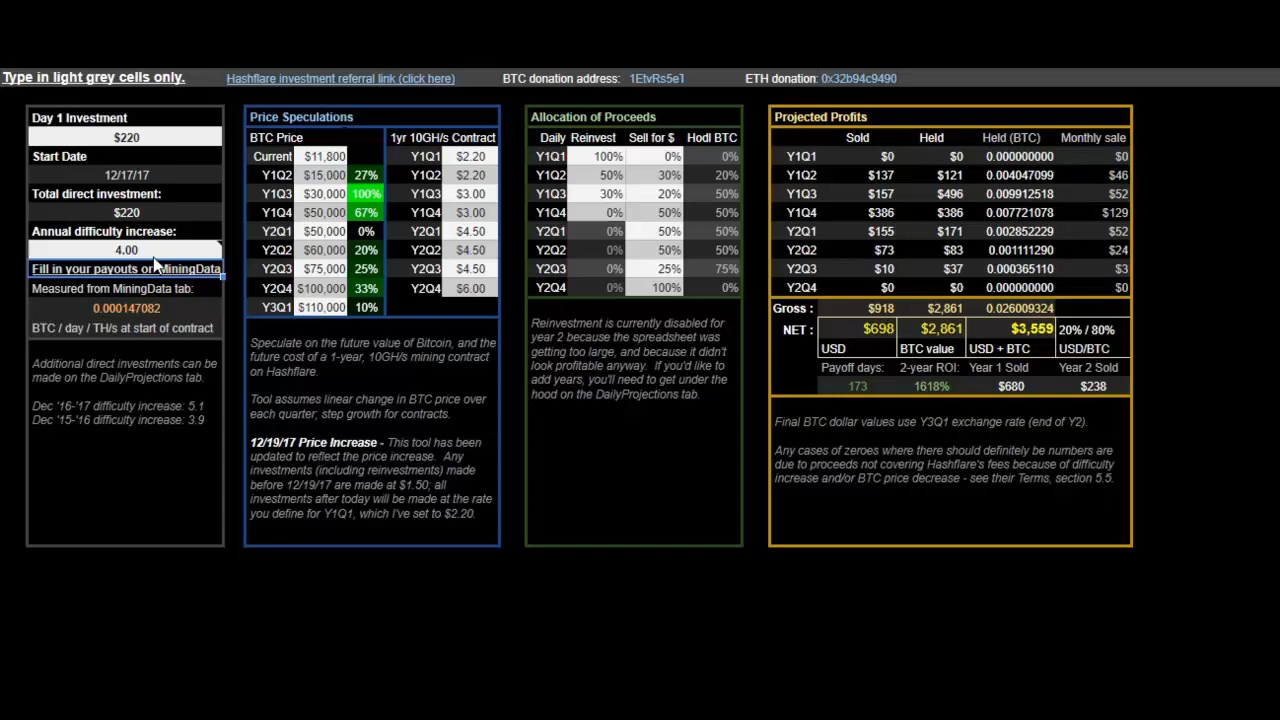 Type in light grey cells only.
Hashflare investment referral link (click here)
BTC donation address: 1EtvRs5eT
ETH donation: 0x32b94c9490
Day 1 Investment
$220
Start Date
12/17/17
Total direct investment:
$220
Annual difficulty increase:
4.00
Fill in your payouts on MiningData
Measured from MiningData tab:
0.000147082
BTC / day / TH/s at start of contract
Additional direct investments can be
made on the DailyProjections tab.
Dec '16-'17 difficulty increase: 5.1
Dec '15-'16 difficulty increase: 3.9
Price Speculations
BTC Price 1yr 10GH/s Contract
Current $11,800 Y1Q1 $2.20
Y1Q2 $15,000 27% Y1Q2 $2.20
Y1Q3 $30,000 100% Y1Q3 $3.00
Y1Q4 $50,000 67% Y1Q4 $3.00
Y2Q1 $50,000 0% Y2Q1 $4.50
Y2Q2 $60,000 20% Y2Q2 $4.50
Y2Q3 $75,000 25% Y2Q3 $4.50
Y2Q4 $100,000 33% Y2Q4 $6.00
Y3Q1 $110,000 10%
Speculate on the future value of Bitcoin, and the
future cost of a 1-year, 10GH/s mining contract
on Hashflare.
Tool assumes linear change in BTC price over
each quarter; step growth for contracts.
12/19/17 Price Increase - This tool has been
updated to reflect the price increase. Any
investments (including reinvestments) made
before 12/19/17 are made at $1.50; all
investments after today will be made at the rate
you define for Y1Q1, which I've set to $2.20.
Allocation of Proceeds
Daily Reinvest Sell for $ Hodl BTC
Y1Q1 100% 0% 0%
Y1Q2 50% 30% 20%
Y1Q3 30% 20% 50%
Y1Q4 0% 50% 50%
Y2Q1 0% 50% 50%
Y2Q2 0% 50% 50%
Y2Q3 0% 25% 75%
Y2Q4 0% 100% 0%
Reinvestment is currently disabled for
year 2 because the spreadsheet was
getting too large, and because it didn't
look profitable anyway. If you'd like to
add years, you'll need to get under the
hood on the DailyProjections tab.
Projected Profits
Sold Held Held (BTC) Monthly sale
Y1Q1 $0 $0 0.000000000 $0
Y1Q2 $137 $121 0.004047099 $46
Y1Q3 $157 $496 0.009912518 $52
Y1Q4 $386 $386 0.007721078 $129
Y2Q1 $155 $171 0.002852229 $52
Y2Q2 $73 $83 0.001111290 $24
Y2Q3 $10 $37 0.000365110 $3
Y2Q4 $0 $0 0.000000000 $0
Gross : $918 $2,861 0.026009324
NET : $698 $2,861 $3,559 20% / 80%
USD BTC value USD + BTC USD/BTC
Payoff days: 2-year ROI: Year 1 Sold Year 2 Sold
173 1618% $680 $238
Final BTC dollar values use Y3Q1 exchange rate (end of Y2).
Any cases of zeroes where there should definitely be numbers are
due to proceeds not covering Hashflare's fees because of difficulty
increase and/or BTC price decrease - see their Terms, section 5.5.